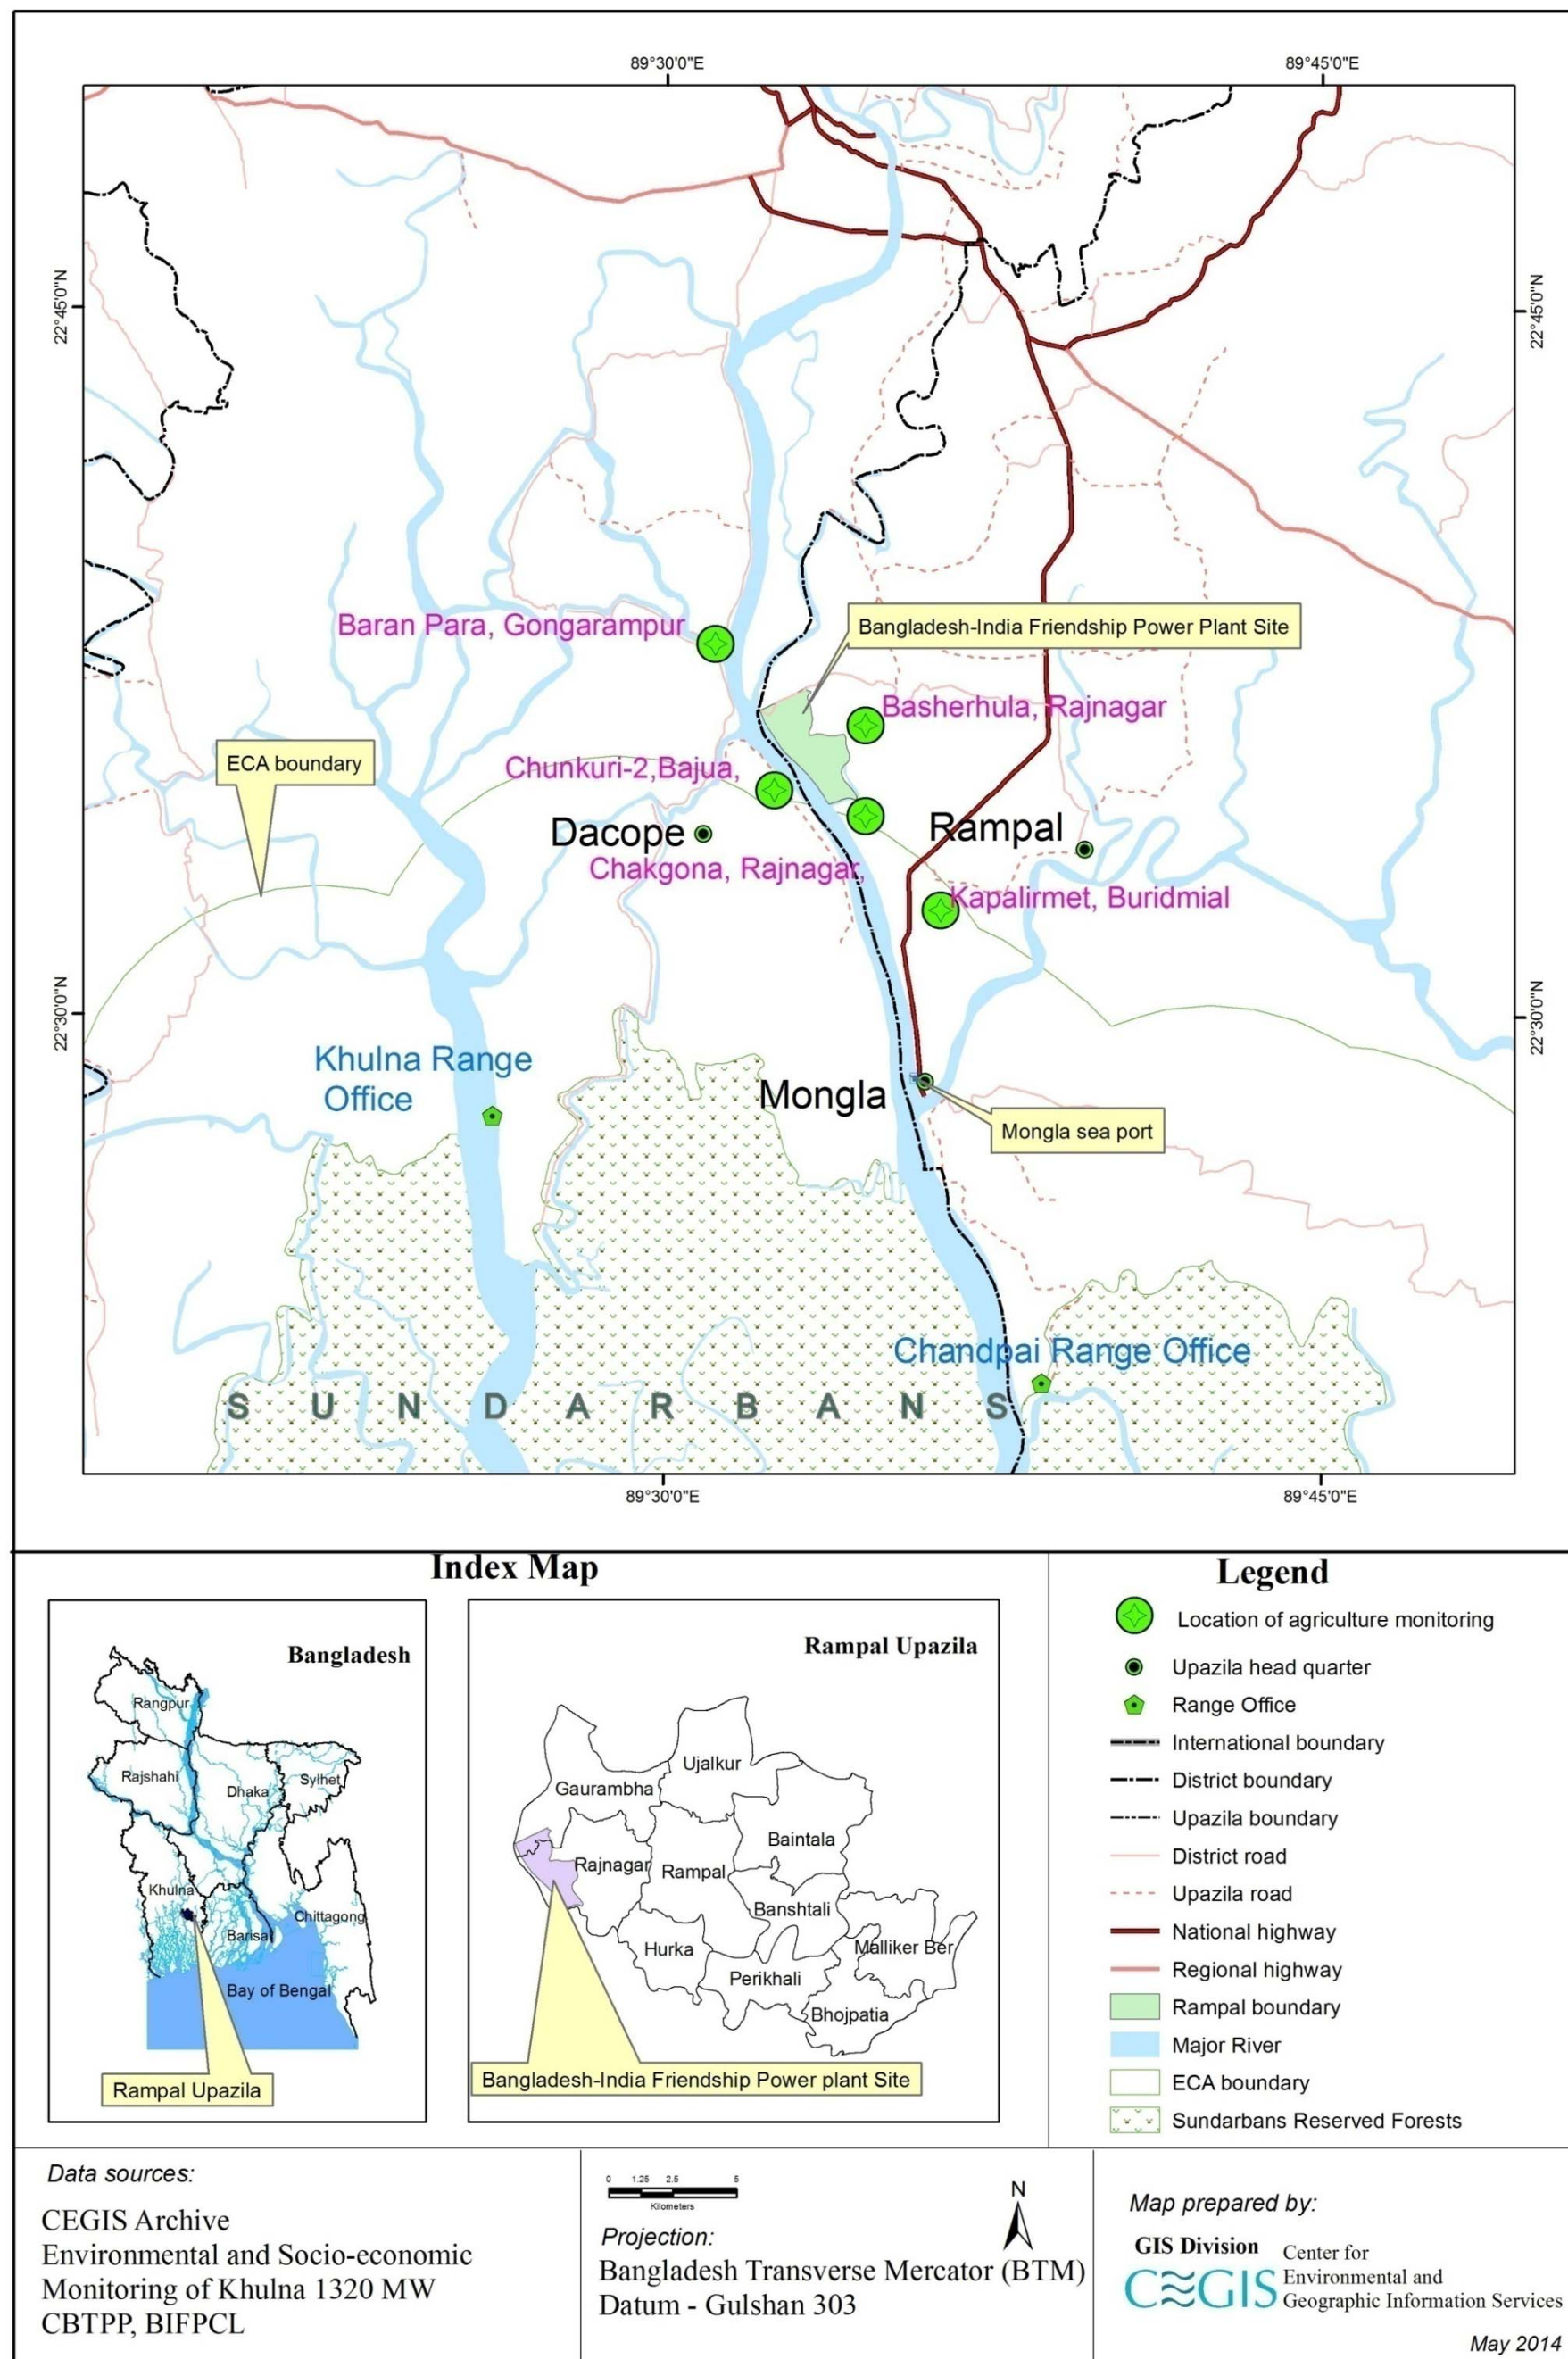 89°30'0"E
89°45'0"E
22°45'0"N
22°45'0"N
Baran Para, Gongarampur
Bangladesh-India Friendship Power Plant Site
Basherhula, Rajnagar
ECA boundary
Chunkuri-2,Bajua,
Dacope
Rampal
Chakgona, Rajnagar,
Kapalirmet, Buridmial
22°30'0"N
22°30'0"N
Khulna Range
Office
Mongla
Mongla sea port
Chandpai Range Office
S U N D A R B A N S
89°30'0"E
89°45'0"E
Index Map
Bangladesh
Rangpur
Rajshahi
Dhaka
Sylhet
Khulna
Chittagong
Barisal
Bay of Bengal
Rampal Upazila
Rampal Upazila
Ujalkur
Gaurambha
Baintala
Rajnagar
Rampal
Banshtali
Hurka
Malliker Ber
Perikhali
Bhojpatia
Bangladesh-India Friendship Power plant Site
Legend
Location of agriculture monitoring
Upazila head quarter
Range Office
International boundary
District boundary
Upazila boundary
District road
Upazila road
National highway
Regional highway
Rampal boundary
Major River
ECA boundary
Sundarbans Reserved Forests
Data sources:
CEGIS Archive
Environmental and Socio-economic
Monitoring of Khulna 1320 MW
CBTPP, BIFPCL
0 1.25 2.5 5
Kilometers
N
Projection:
Bangladesh Transverse Mercator (BTM)
Datum - Gulshan 303
Map prepared by:
GIS Division
CEGIS
Center for
Environmental and
Geographic Information Services
May 2014